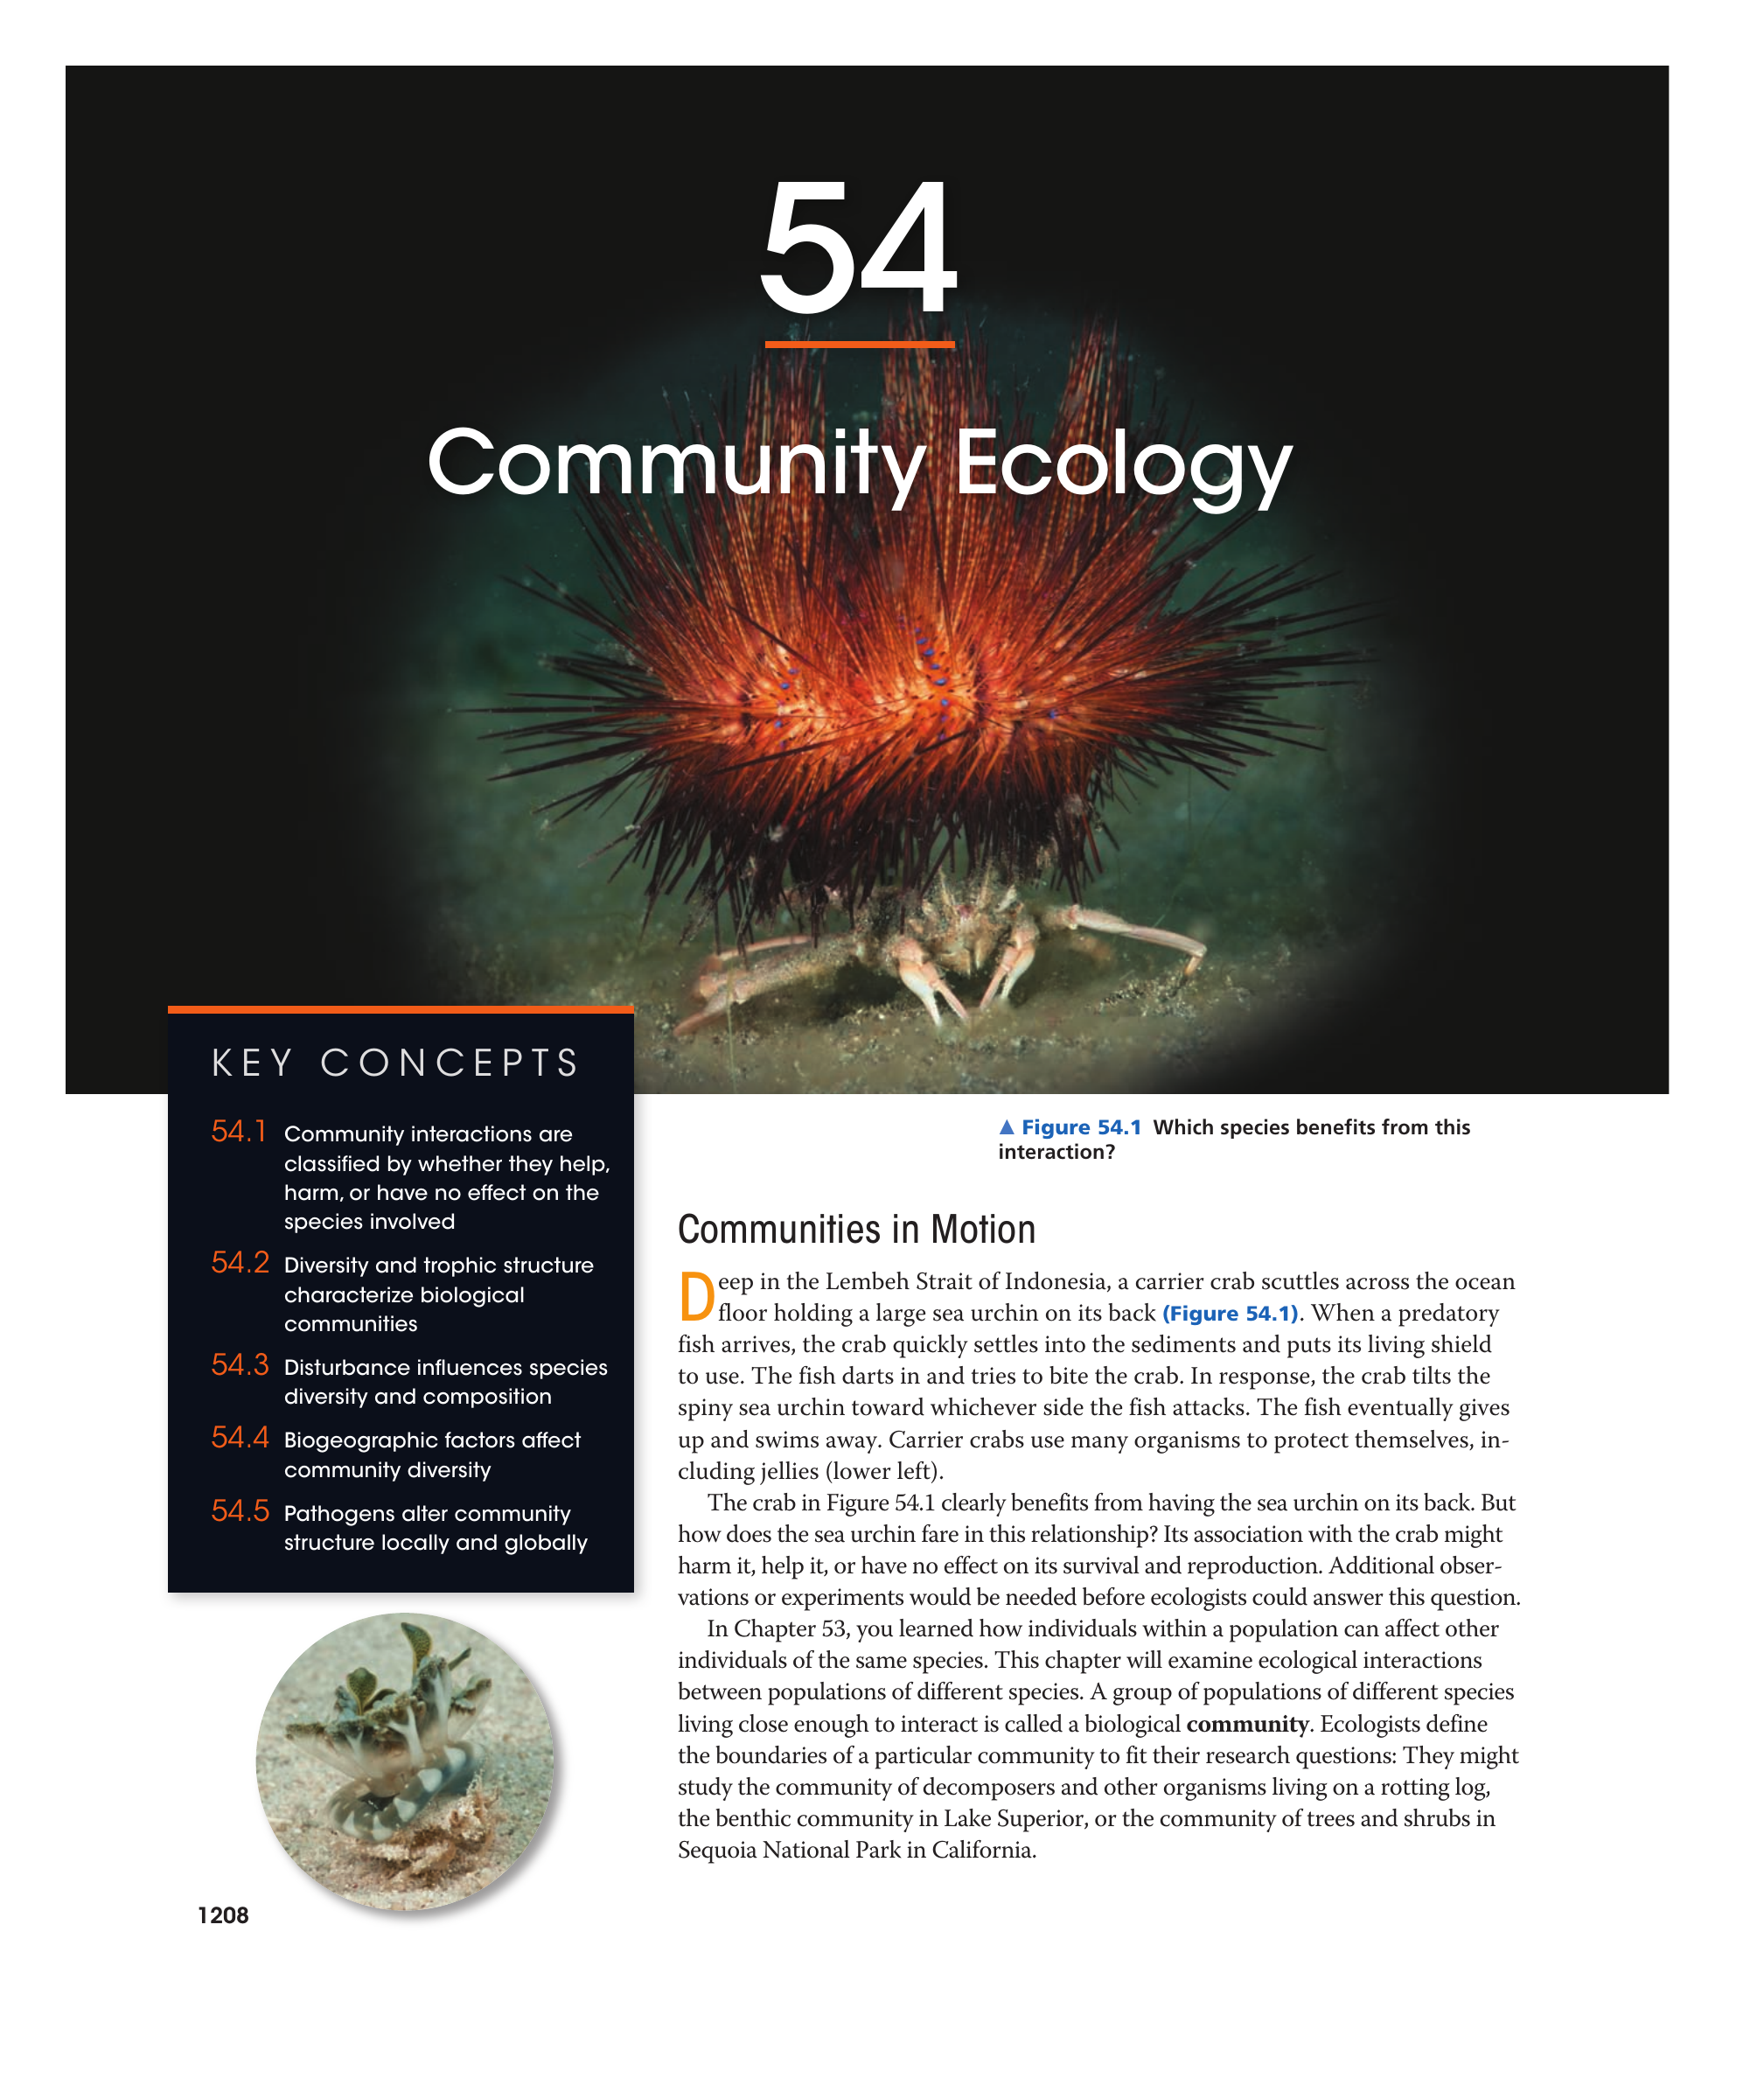 54
Community Ecology
KEY CONCEPTS
54.1 Community interactions are
classified by whether they help,
harm, or have no effect on the
species involved
54.2 Diversity and trophic structure
characterize biological
communities
54.3 Disturbance influences species
diversity and composition
54.4 Biogeographic factors affect
community diversity
54.5 Pathogens alter community
structure locally and globally
▲ Figure 54.1 Which species benefits from this
interaction?
Communities in Motion
Deep in the Lembeh Strait of Indonesia, a carrier crab scuttles across the ocean
floor holding a large sea urchin on its back (Figure 54.1). When a predatory
fish arrives, the crab quickly settles into the sediments and puts its living shield
to use. The fish darts in and tries to bite the crab. In response, the crab tilts the
spiny sea urchin toward whichever side the fish attacks. The fish eventually gives
up and swims away. Carrier crabs use many organisms to protect themselves, in-
cluding jellies (lower left).
The crab in Figure 54.1 clearly benefits from having the sea urchin on its back. But
how does the sea urchin fare in this relationship? Its association with the crab might
harm it, help it, or have no effect on its survival and reproduction. Additional obser-
vations or experiments would be needed before ecologists could answer this question.
In Chapter 53, you learned how individuals within a population can affect other
individuals of the same species. This chapter will examine ecological interactions
between populations of different species. A group of populations of different species
living close enough to interact is called a biological community. Ecologists define
the boundaries of a particular community to fit their research questions: They might
study the community of decomposers and other organisms living on a rotting log,
the benthic community in Lake Superior, or the community of trees and shrubs in
Sequoia National Park in California.
1208